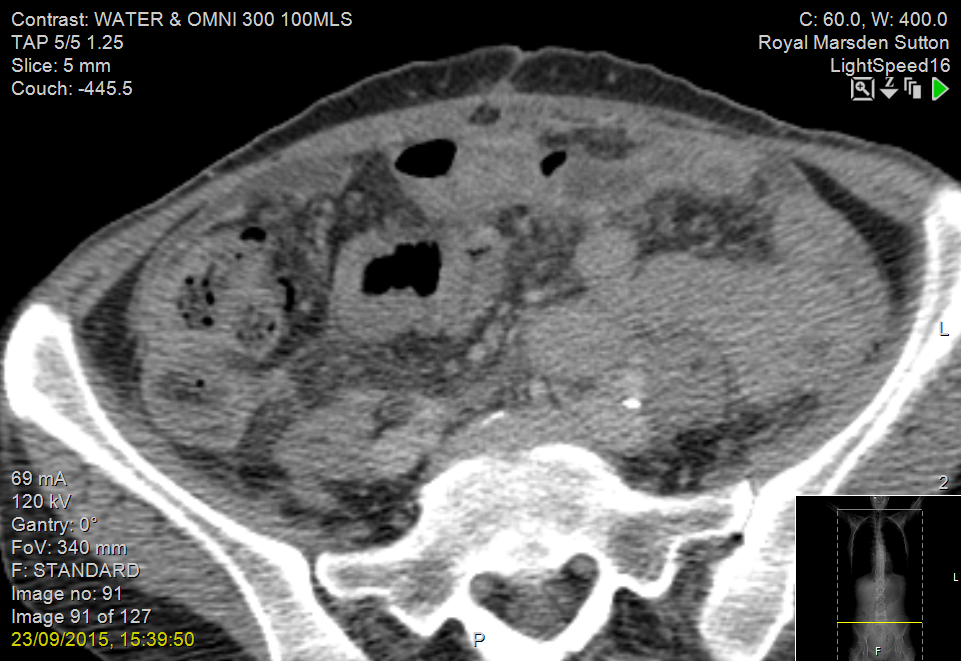 Contrast: WATER & OMNI 300 100MLS
TAP 5/5 1.25
Slice: 5 mm
Couch: -445.5
C: 60.0, W: 400.0
Royal Marsden Sutton
LightSpeed16
Z
L
2
69 mA
120 kV
Gantry: 0°
FoV: 340 mm
F: STANDARD
Image no: 91
Image 91 of 127
23/09/2015, 15:39:50
P
L
F